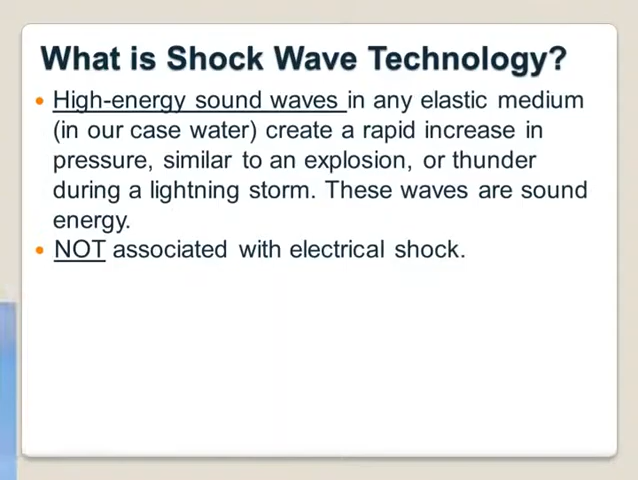 What is Shock Wave Technology?
• High-energy sound waves in any elastic medium
(in our case water) create a rapid increase in
pressure, similar to an explosion, or thunder
during a lightning storm. These waves are sound
energy.
• NOT associated with electrical shock.